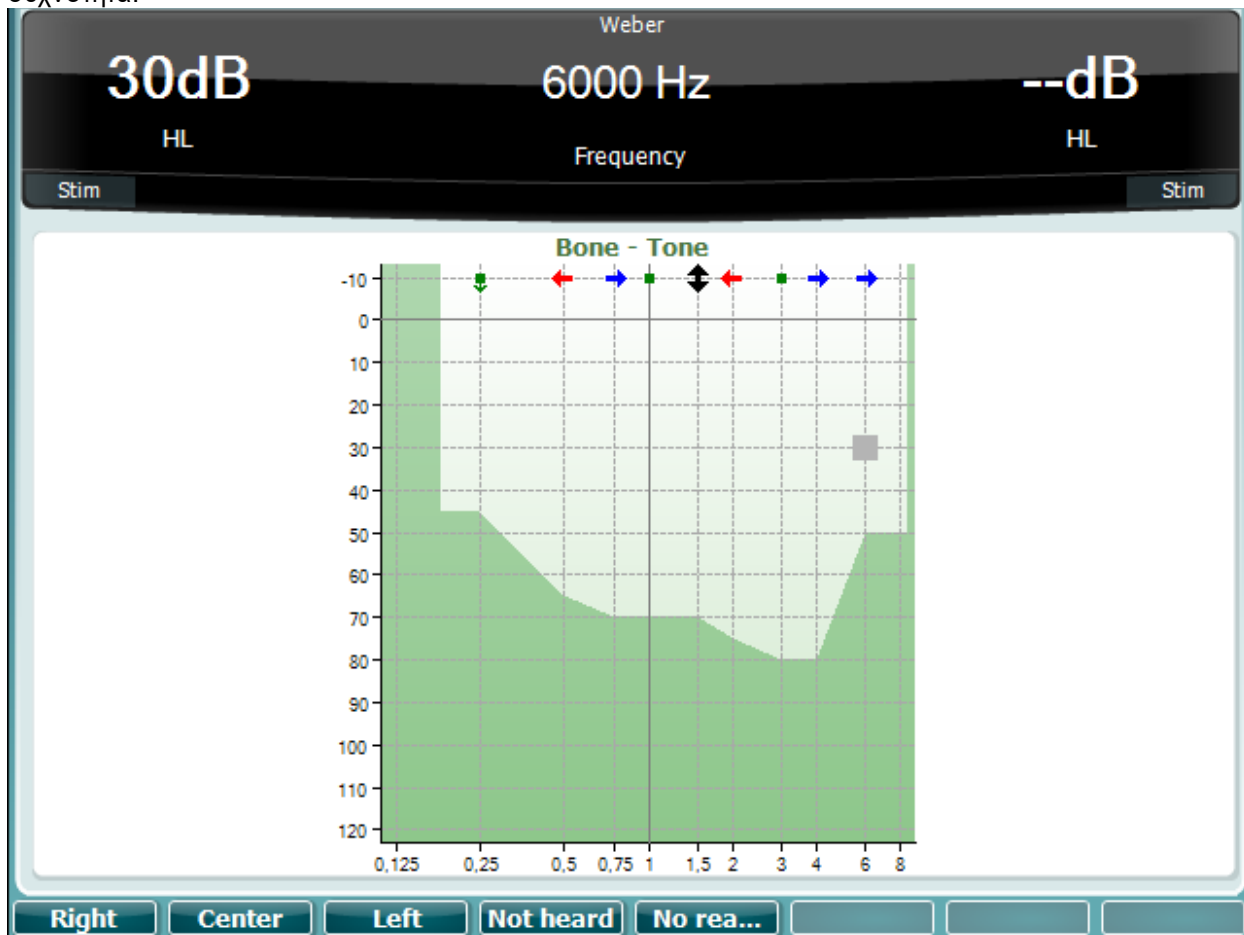 Weber
30dB 6000 Hz --dB
HL Frequency HL
Stim Stim
Bone - Tone
-10
0
10
20
30
40
50
60
70
80
90
100
110
120
0,125 0,25 0,5 0,75 1 1,5 2 3 4 6 8
Right Center Left Not heard No rea...